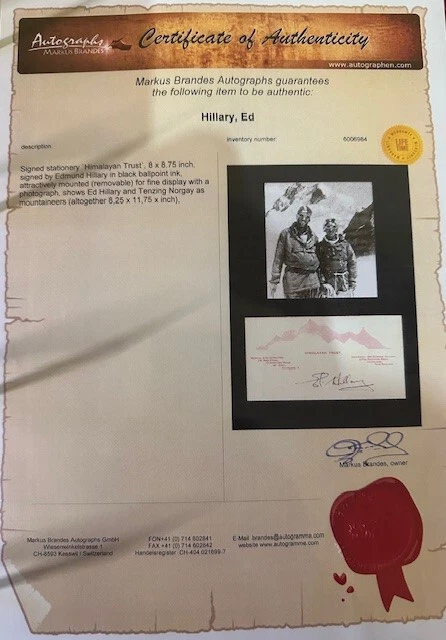 Autographs
MARKUS BRANDES
Certificate of Authenticity
www.autographen.com
Markus Brandes Autographs guarantees
the following item to be authentic:
Hillary, Ed
description:
inventory number:
6006984
LIFE
TIME
Signed stationery `Himalayan Trust´, 8 x 8.75 inch,
signed by Edmund Hillary in black ballpoint ink,
attractively mounted (removable) for fine display with a
photograph, shows Ed Hillary and Tenzing Norgay as
mountaineers (altogether 8,25 x 11,75 x inch),
HIMALAYAN TRUST
Markus Brandes, owner
Markus Brandes Autographs GmbH
Wiesenwinkelstrasse 1
CH-8593 Kesswil / Switzerland
FON+41 (0) 714 602841
FAX +41 (0) 714 602842
Handelsregister CH-404.021699-7
E-Mail brandes@autogramme.com
website www.autogramme.com